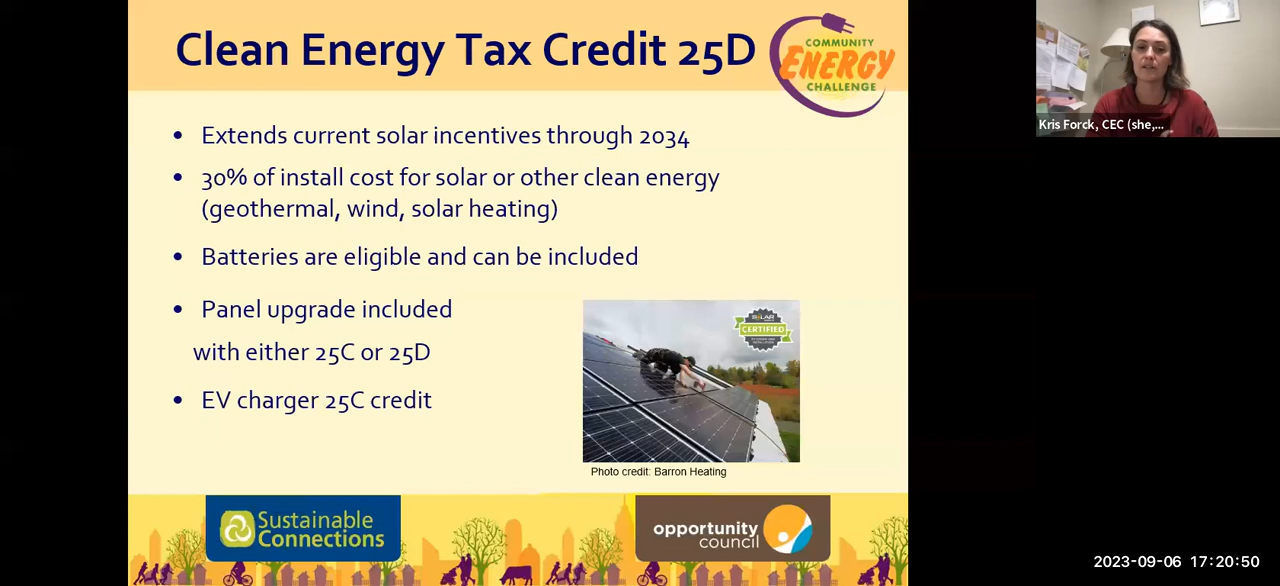 Clean Energy Tax Credit 25D
COMMUNITY
ENERGY
CHALLENGE
• Extends current solar incentives through 2034
• 30% of install cost for solar or other clean energy
(geothermal, wind, solar heating)
• Batteries are eligible and can be included
• Panel upgrade included
with either 25C or 25D
• EV charger 25C credit
SOLAR
CERTIFIED
Photo credit: Barron Heating
Sustainable
Connections
opportunity
council
Kris Forck, CEC (she,...
2023-09-06 17:20:50